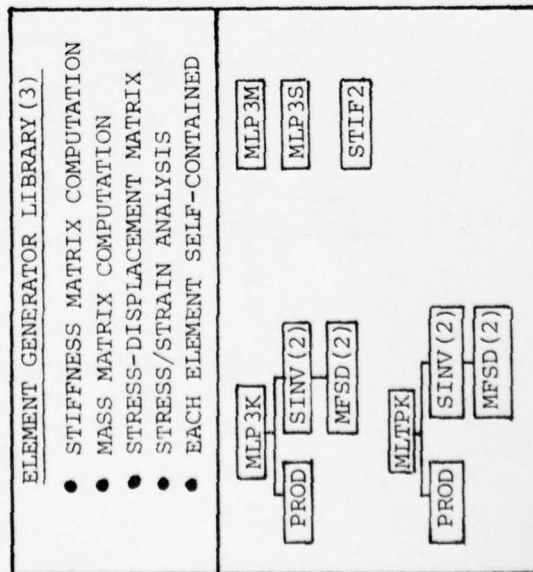 ELEMENT GENERATOR LIBRARY(3)
● STIFFNESS MATRIX COMPUTATION
● MASS MATRIX COMPUTATION
● STRESS-DISPLACEMENT MATRIX
● STRESS/STRAIN ANALYSIS
● EACH ELEMENT SELF-CONTAINED
MLP3K
PROD
SINV(2)
MFSD(2)
MLTPK
PROD
SINV(2)
MFSD(2)
MLP3M
MLP3S
STIF2